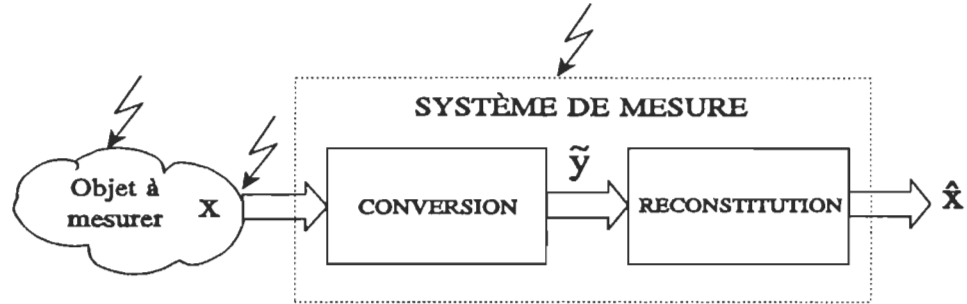 SYSTÈME DE MESURE
Objet à
mesurer
x
CONVERSION
ỹ
RECONSTITUTION
x̂